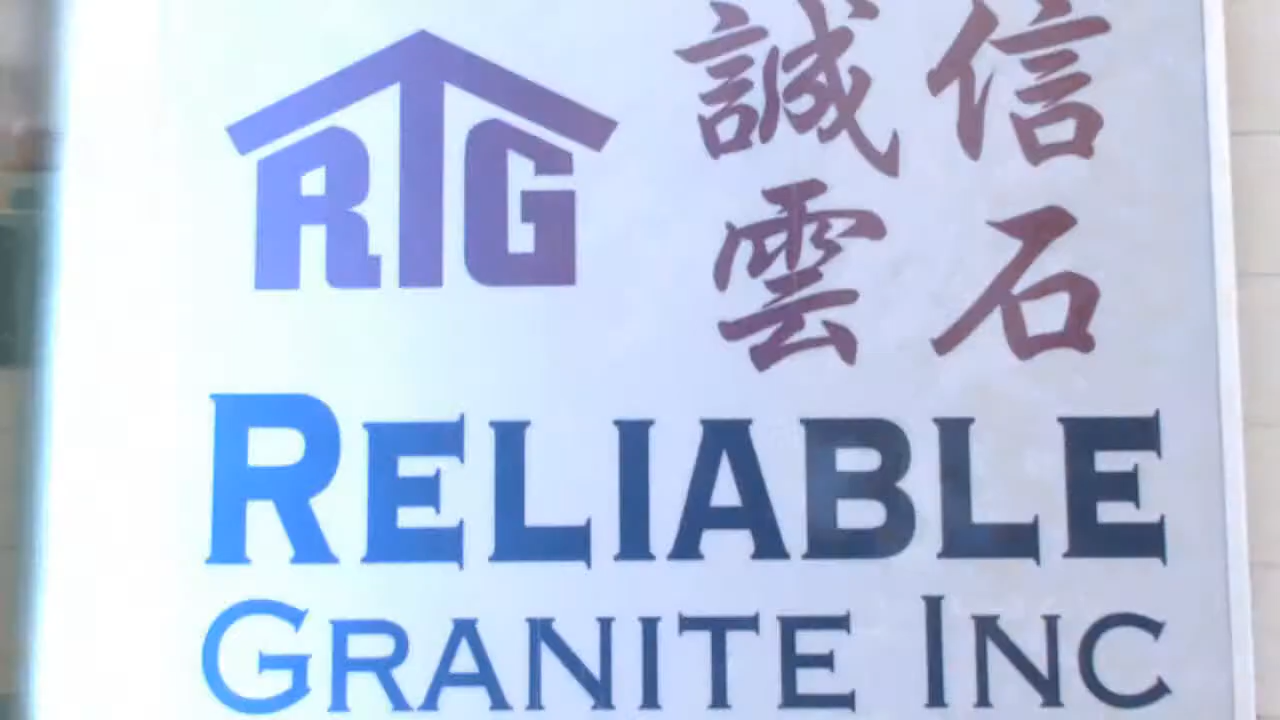 RTG
誠信
雲石
RELIABLE
GRANITE INC